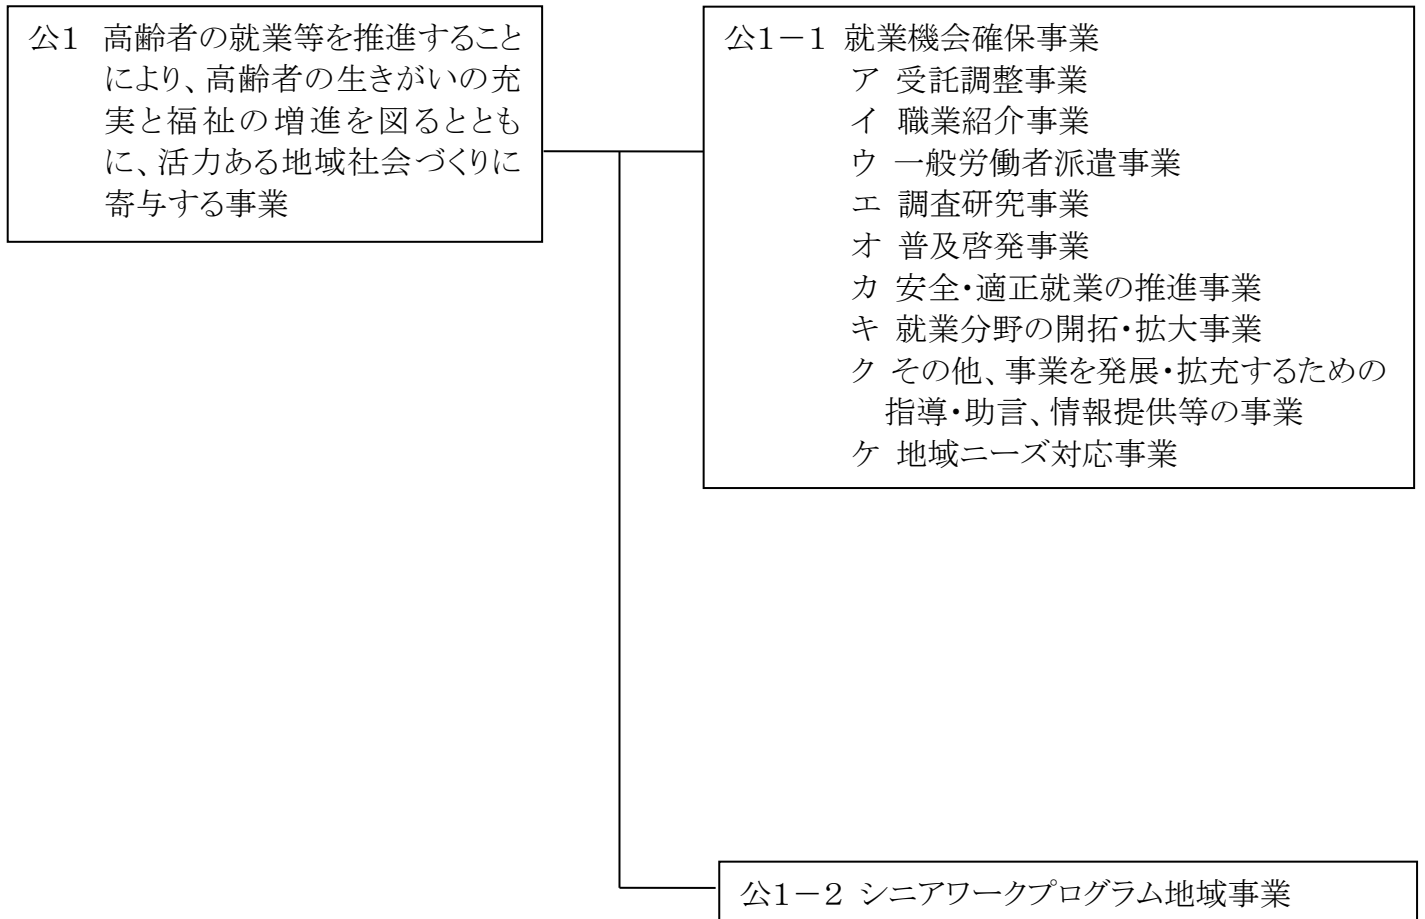 公1 高齢者の就業等を推進すること
により、高齢者の生きがいの充
実と福祉の増進を図るととも
に、活力ある地域社会づくりに
寄与する事業
公1－1 就業機会確保事業
ア 受託調整事業
イ 職業紹介事業
ウ 一般労働者派遣事業
エ 調査研究事業
オ 普及啓発事業
カ 安全・適正就業の推進事業
キ 就業分野の開拓・拡大事業
ク その他、事業を発展・拡充するための
指導・助言、情報提供等の事業
ケ 地域ニーズ対応事業
公1－2 シニアワークプログラム地域事業